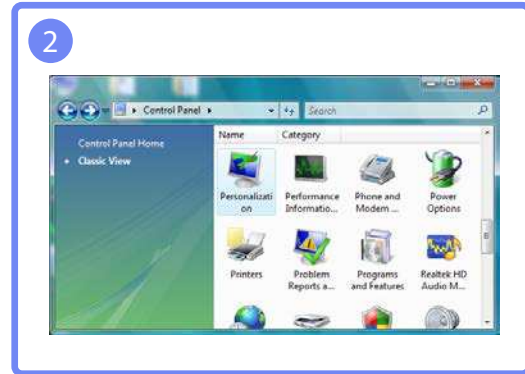 2
Control Panel
Search
Control Panel Home
Classic View
Name Category
Personalizati
on
Performance
Informatio...
Phone and
Modem ...
Power
Options
Printers
Problem
Reports a...
Programs
and Features
Realtek HD
Audio M...